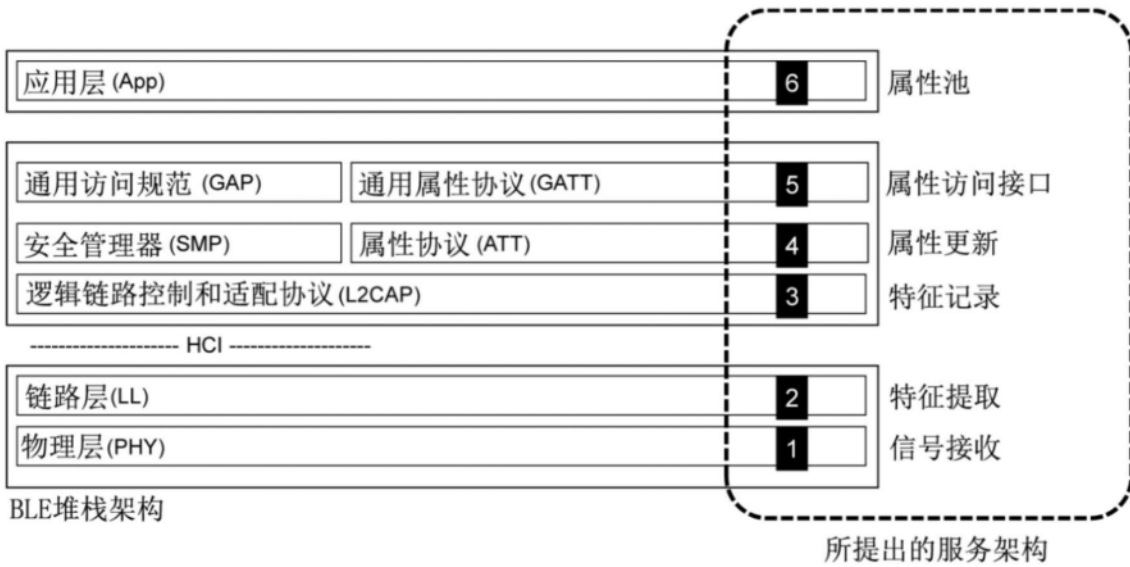 应用层(App) 6 属性池
通用访问规范 (GAP) 通用属性协议(GATT) 5 属性访问接口
安全管理器(SMP) 属性协议(ATT) 4 属性更新
逻辑链路控制和适配协议(L2CAP) 3 特征记录
HCI
链路层(LL) 2 特征提取
物理层(PHY) 1 信号接收
BLE堆栈架构
所提出的服务架构